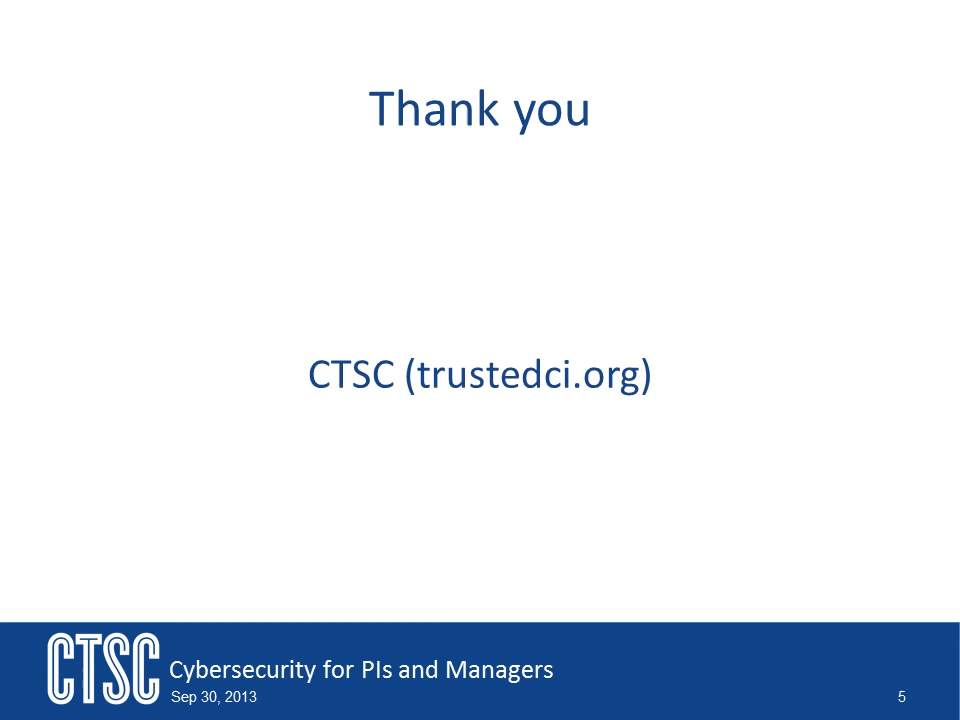 Thank you
CTSC (trustedci.org)
CTSC
Cybersecurity for PIs and Managers
Sep 30, 2013
5